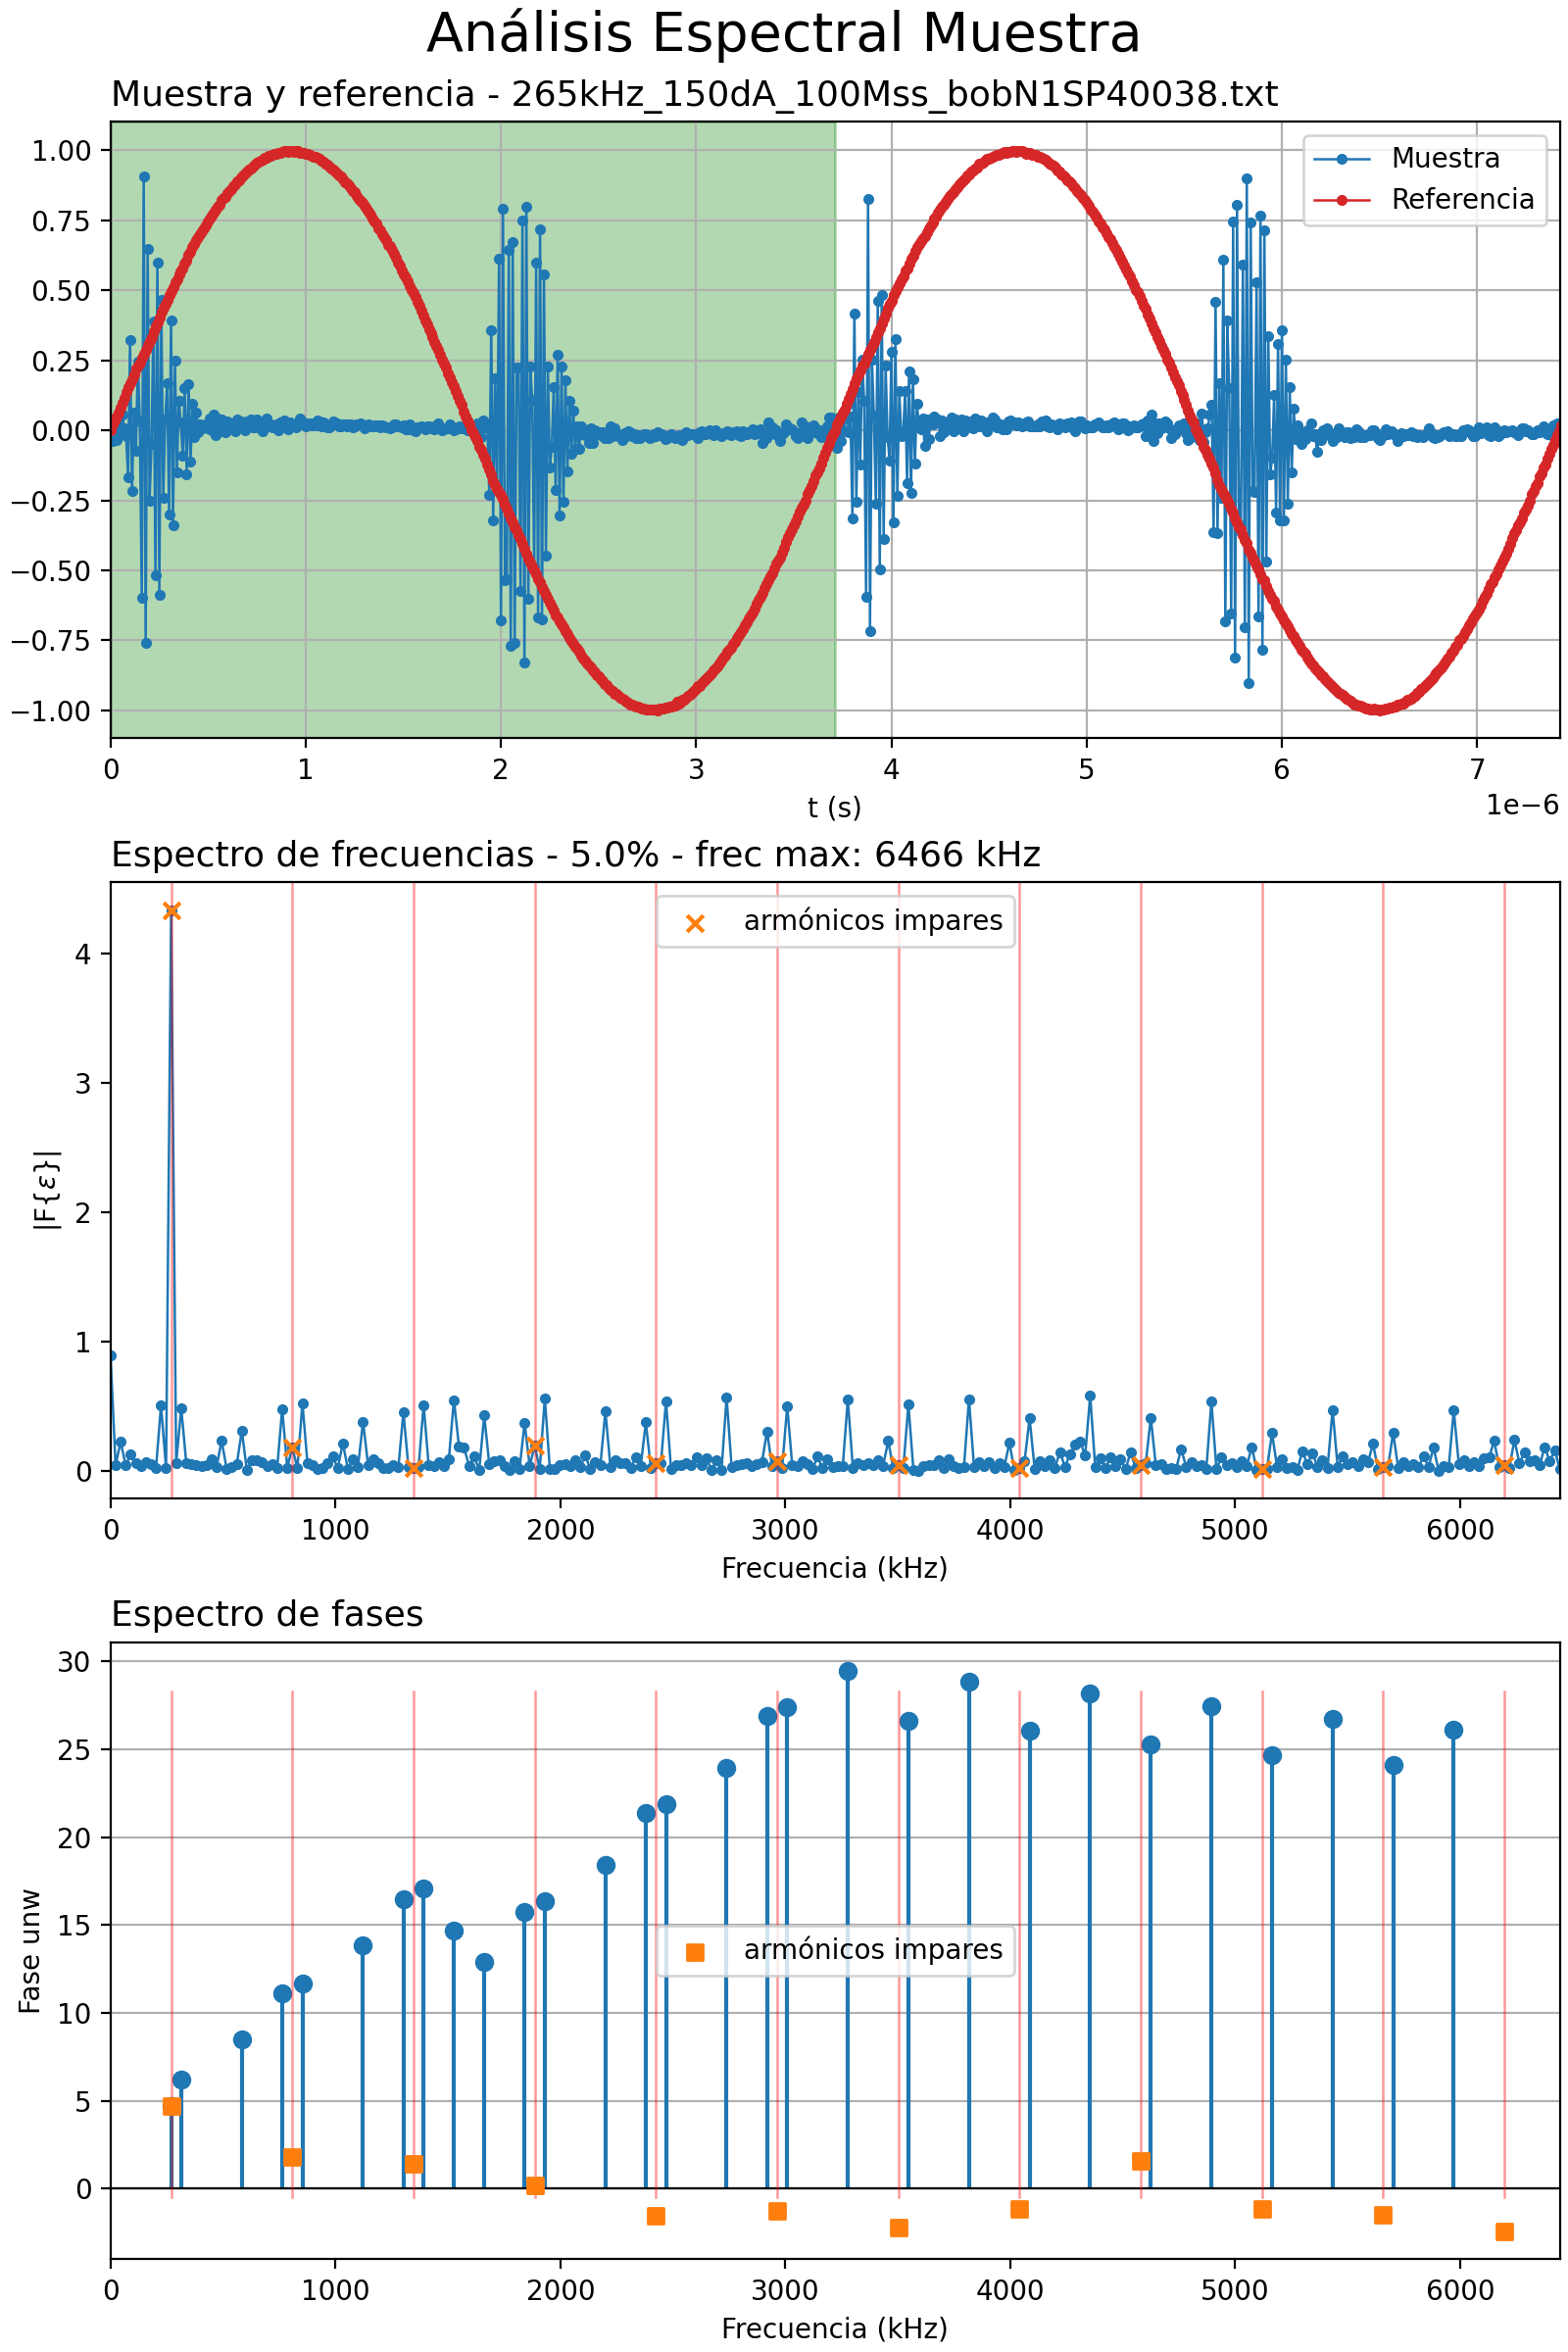 Análisis Espectral Muestra
Muestra y referencia - 265kHz_150dA_100Mss_bobN1SP40038.txt
1.00
0.75
0.50
0.25
0.00
−0.25
−0.50
−0.75
−1.00
Muestra
Referencia
0 1 2 3 4 5 6 7
1e−6
t (s)
Espectro de frecuencias - 5.0% - frec max: 6466 kHz
armónicos impares
4
3
2
1
0
|F{ε}|
0 1000 2000 3000 4000 5000 6000
Frecuencia (kHz)
Espectro de fases
30
25
20
15
10
5
0
Fase unw
armónicos impares
0 1000 2000 3000 4000 5000 6000
Frecuencia (kHz)